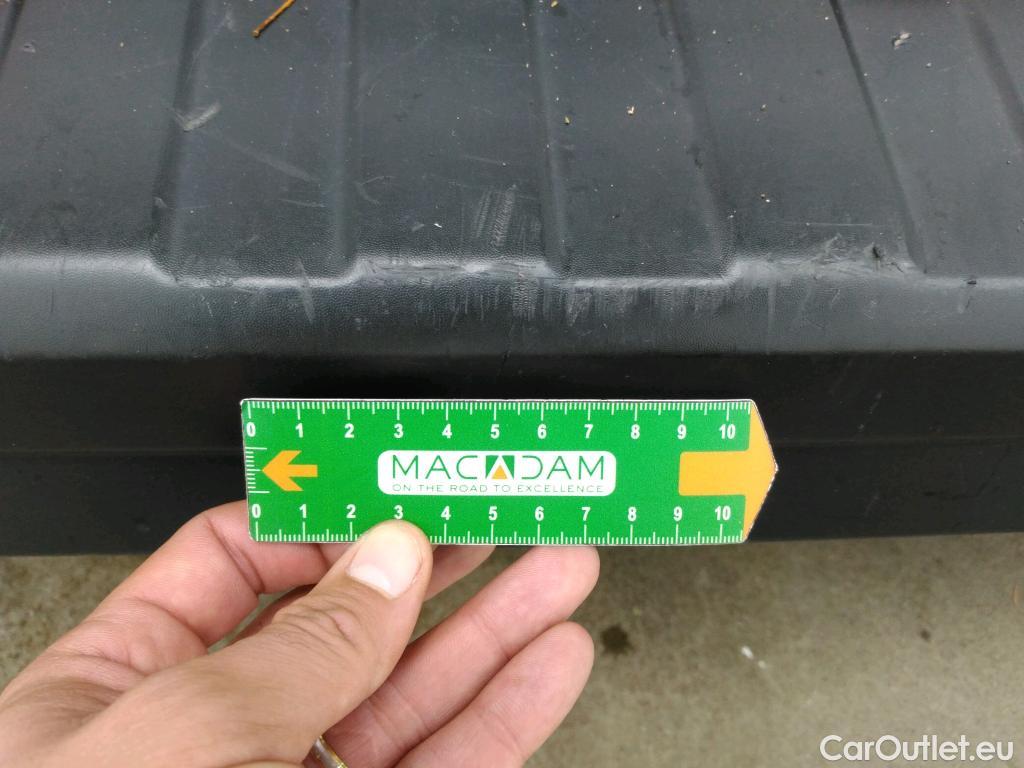 0 1 2 3 4 5 6 7 8 9 10
MACADAM
ON THE ROAD TO EXCELLENCE
0 1 2 3 4 5 6 7 8 9 10
CarOutlet.eu